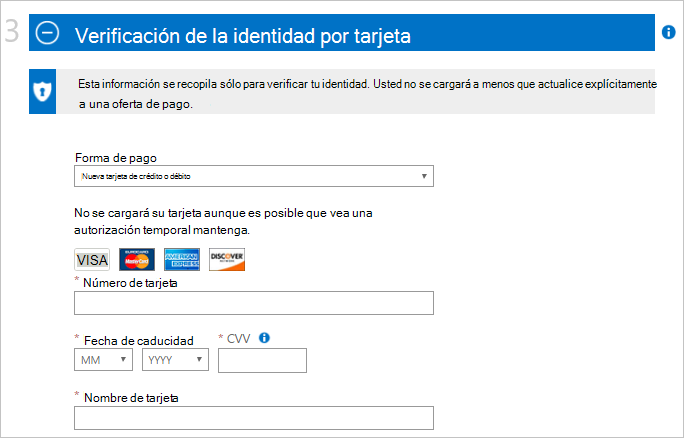 3
Verificación de la identidad por tarjeta
Esta información se recopila sólo para verificar tu identidad. Usted no se cargará a menos que actualice explícitamente
a una oferta de pago.
Forma de pago
Nueva tarjeta de crédito o débito
No se cargará su tarjeta aunque es posible que vea una
autorización temporal mantenga.
VISA MasterCard AMERICAN EXPRESS DISCOVER
* Número de tarjeta
* Fecha de caducidad * CVV
MM YYYY
* Nombre de tarjeta